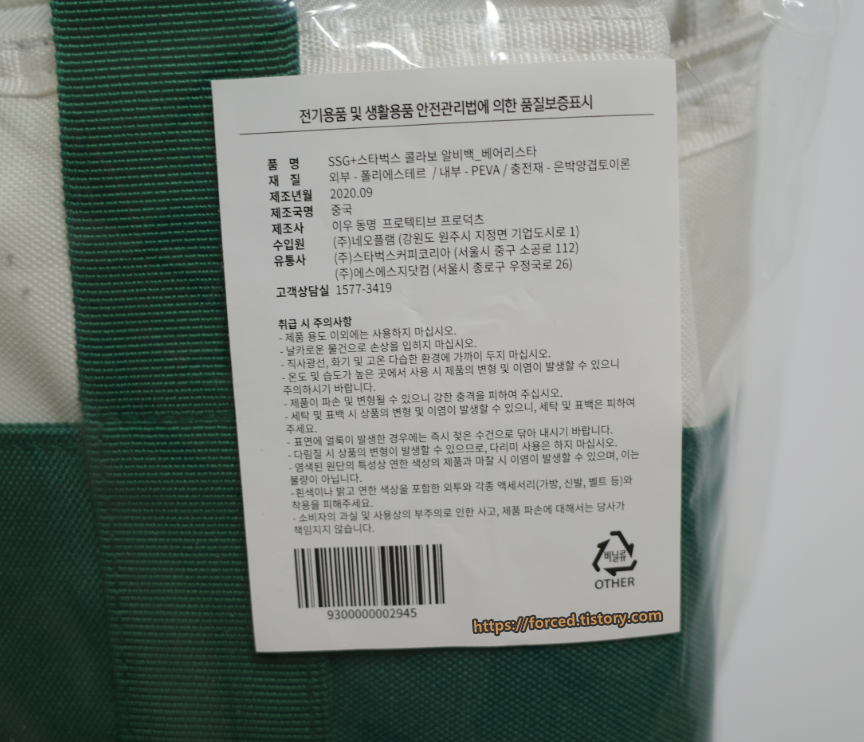 전기용품 및 생활용품 안전관리법에 의한 품질보증표시
품 명 SSG+스타벅스 콜라보 알비백_베어리스타
재 질 외부 - 폴리에스테르 / 내부 - PEVA / 충전재 - 은박양겹토이론
제조년월 2020.09
제조국명 중국
제조사 이우 동명 프로텍티브 프로덕츠
수입원 (주)네오플램 (강원도 원주시 지정면 기업도시로 1)
유통사 (주)스타벅스커피코리아 (서울시 중구 소공로 112)
(주)에스에스지닷컴 (서울시 종로구 우정국로 26)
고객상담실 1577-3419
취급 시 주의사항
- 제품 용도 이외에는 사용하지 마십시오.
- 날카로운 물건으로 손상을 입히지 마십시오.
- 직사광선, 화기 및 고온 다습한 환경에 가까이 두지 마십시오.
- 온도 및 습도가 높은 곳에서 사용 시 제품의 변형 및 이염이 발생할 수 있으니
주의하시기 바랍니다.
- 제품이 파손 및 변형될 수 있으니 강한 충격을 피하여 주십시오.
- 세탁 및 표백 시 상품의 변형 및 이염이 발생할 수 있으니, 세탁 및 표백은 피하여
주세요.
- 표면에 얼룩이 발생한 경우에는 즉시 젖은 수건으로 닦아 내시기 바랍니다.
- 다림질 시 상품의 변형이 발생할 수 있으므로, 다리미 사용은 하지 마십시오.
- 염색된 원단의 특성상 연한 색상의 제품과 마찰 시 이염이 발생할 수 있으며, 이는
불량이 아닙니다.
-흰색이나 밝고 연한 색상을 포함한 외투와 각종 액세서리(가방, 신발, 벨트 등)와
착용을 피해주세요.
- 소비자의 과실 및 사용상의 부주의로 인한 사고, 제품 파손에 대해서는 당사가
책임지지 않습니다.
비닐류
OTHER
9300000002945
https://forced.tistory.com